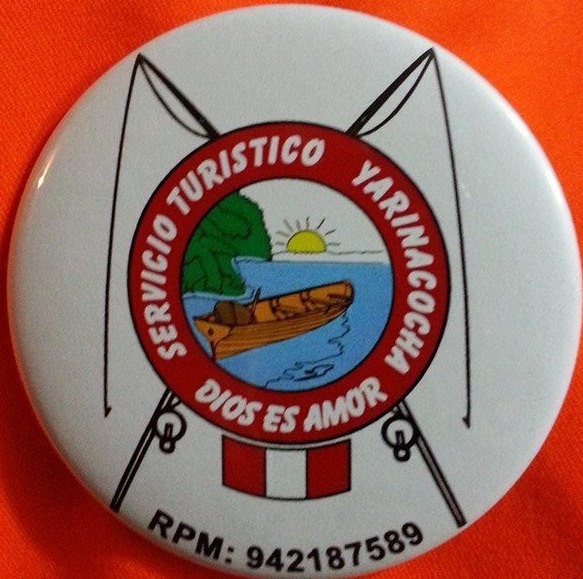 SERVICIO TURISTICO YARINACOCHA
DIOS ES AMOR
RPM: 942187589